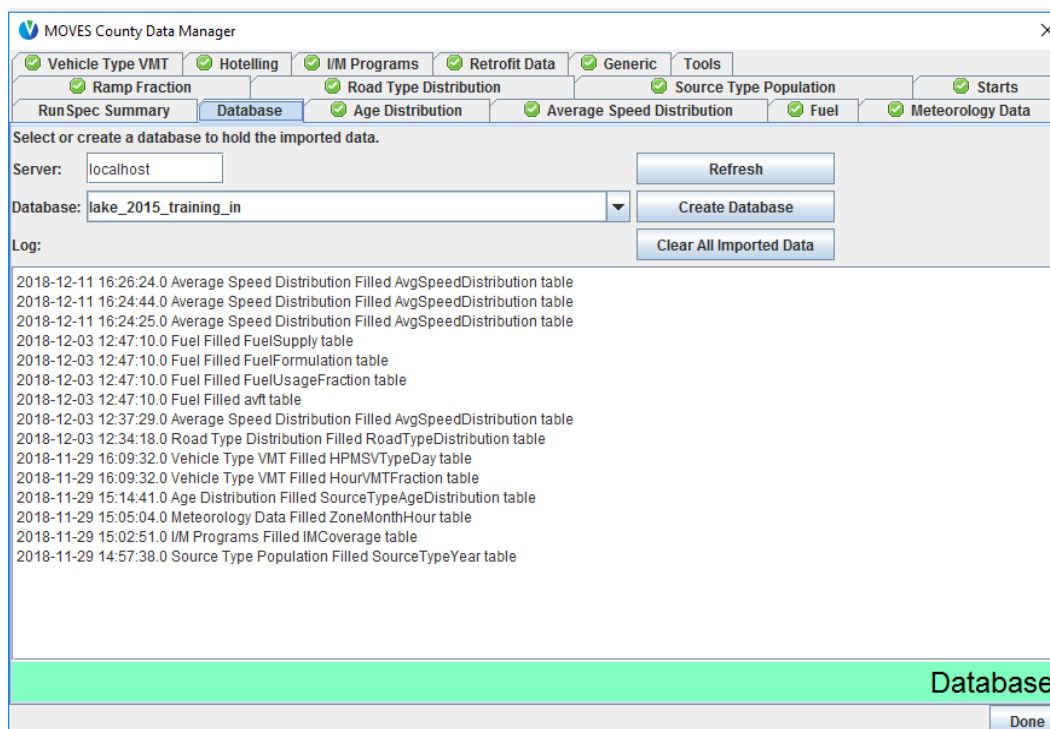 MOVES County Data Manager
Vehicle Type VMT Hotelling I/M Programs Retrofit Data Generic Tools
Ramp Fraction Road Type Distribution Source Type Population Starts
RunSpec Summary Database Age Distribution Average Speed Distribution Fuel Meteorology Data
Select or create a database to hold the imported data.
Server: localhost Refresh
Database: lake_2015_training_in Create Database
Log: Clear All Imported Data
2018-12-11 16:26:24.0 Average Speed Distribution Filled AvgSpeedDistribution table
2018-12-11 16:24:44.0 Average Speed Distribution Filled AvgSpeedDistribution table
2018-12-11 16:24:25.0 Average Speed Distribution Filled AvgSpeedDistribution table
2018-12-03 12:47:10.0 Fuel Filled FuelSupply table
2018-12-03 12:47:10.0 Fuel Filled FuelFormulation table
2018-12-03 12:47:10.0 Fuel Filled FuelUsageFraction table
2018-12-03 12:47:10.0 Fuel Filled avft table
2018-12-03 12:37:29.0 Average Speed Distribution Filled AvgSpeedDistribution table
2018-12-03 12:34:18.0 Road Type Distribution Filled RoadTypeDistribution table
2018-11-29 16:09:32.0 Vehicle Type VMT Filled HPMSVTypeDay table
2018-11-29 16:09:32.0 Vehicle Type VMT Filled HourVMTFraction table
2018-11-29 15:14:41.0 Age Distribution Filled SourceTypeAgeDistribution table
2018-11-29 15:05:04.0 Meteorology Data Filled ZoneMonthHour table
2018-11-29 15:02:51.0 I/M Programs Filled IMCoverage table
2018-11-29 14:57:38.0 Source Type Population Filled SourceTypeYear table
Database
Done